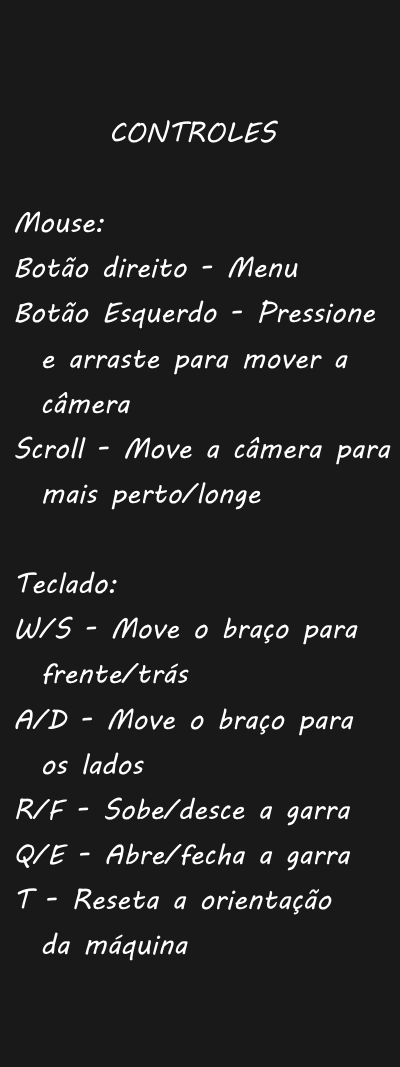 CONTROLES
Mouse:
Botão direito - Menu
Botão Esquerdo - Pressione
e arraste para mover a
câmera
Scroll - Move a câmera para
mais perto/longe
Teclado:
W/S - Move o braço para
frente/trás
A/D - Move o braço para
os lados
R/F - Sobe/desce a garra
Q/E - Abre/fecha a garra
T - Reseta a orientação
da máquina